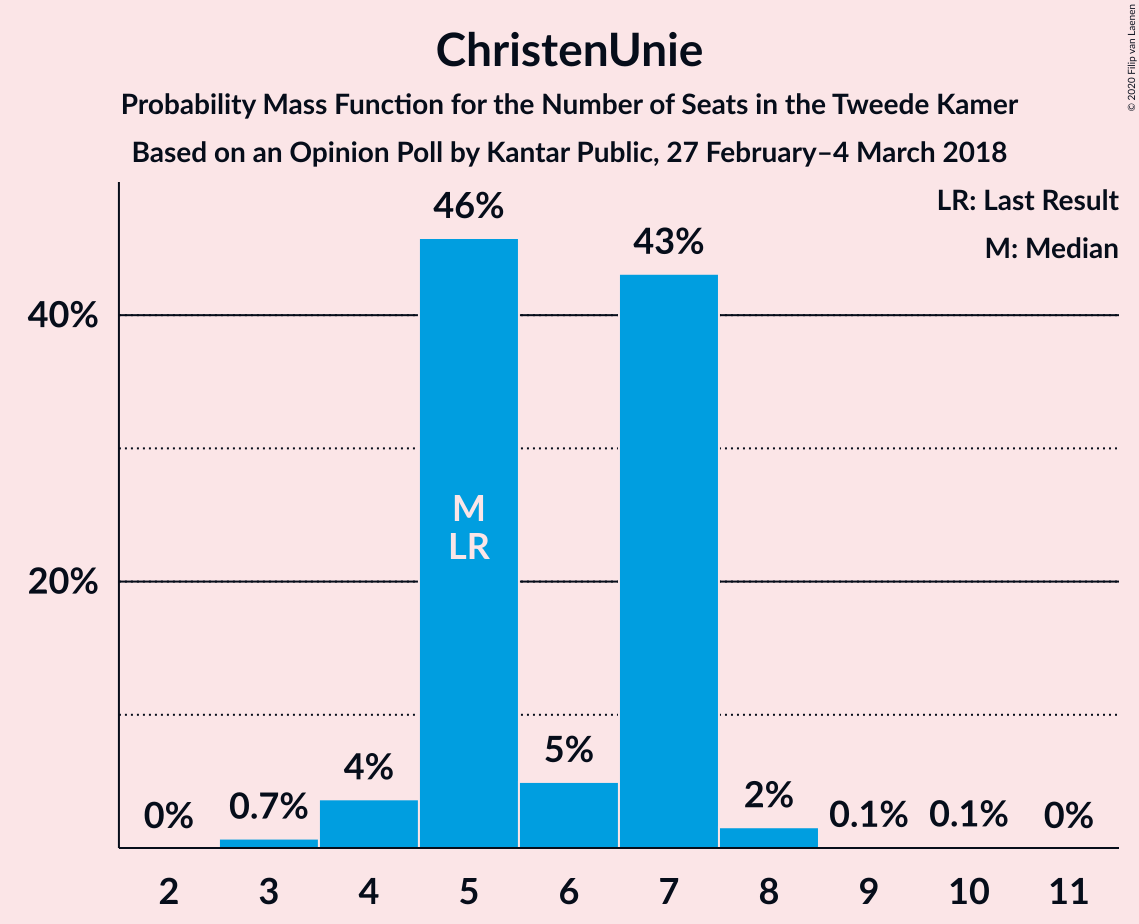 ChristenUnie
Probability Mass Function for the Number of Seats in the Tweede Kamer
Based on an Opinion Poll by Kantar Public, 27 February–4 March 2018
© 2020 Filip van Laenen
LR: Last Result
M: Median
40%
20%
0%
0.7%
4%
46%
M
LR
5%
43%
2%
0.1%
0.1%
0%
2
3
4
5
6
7
8
9
10
11